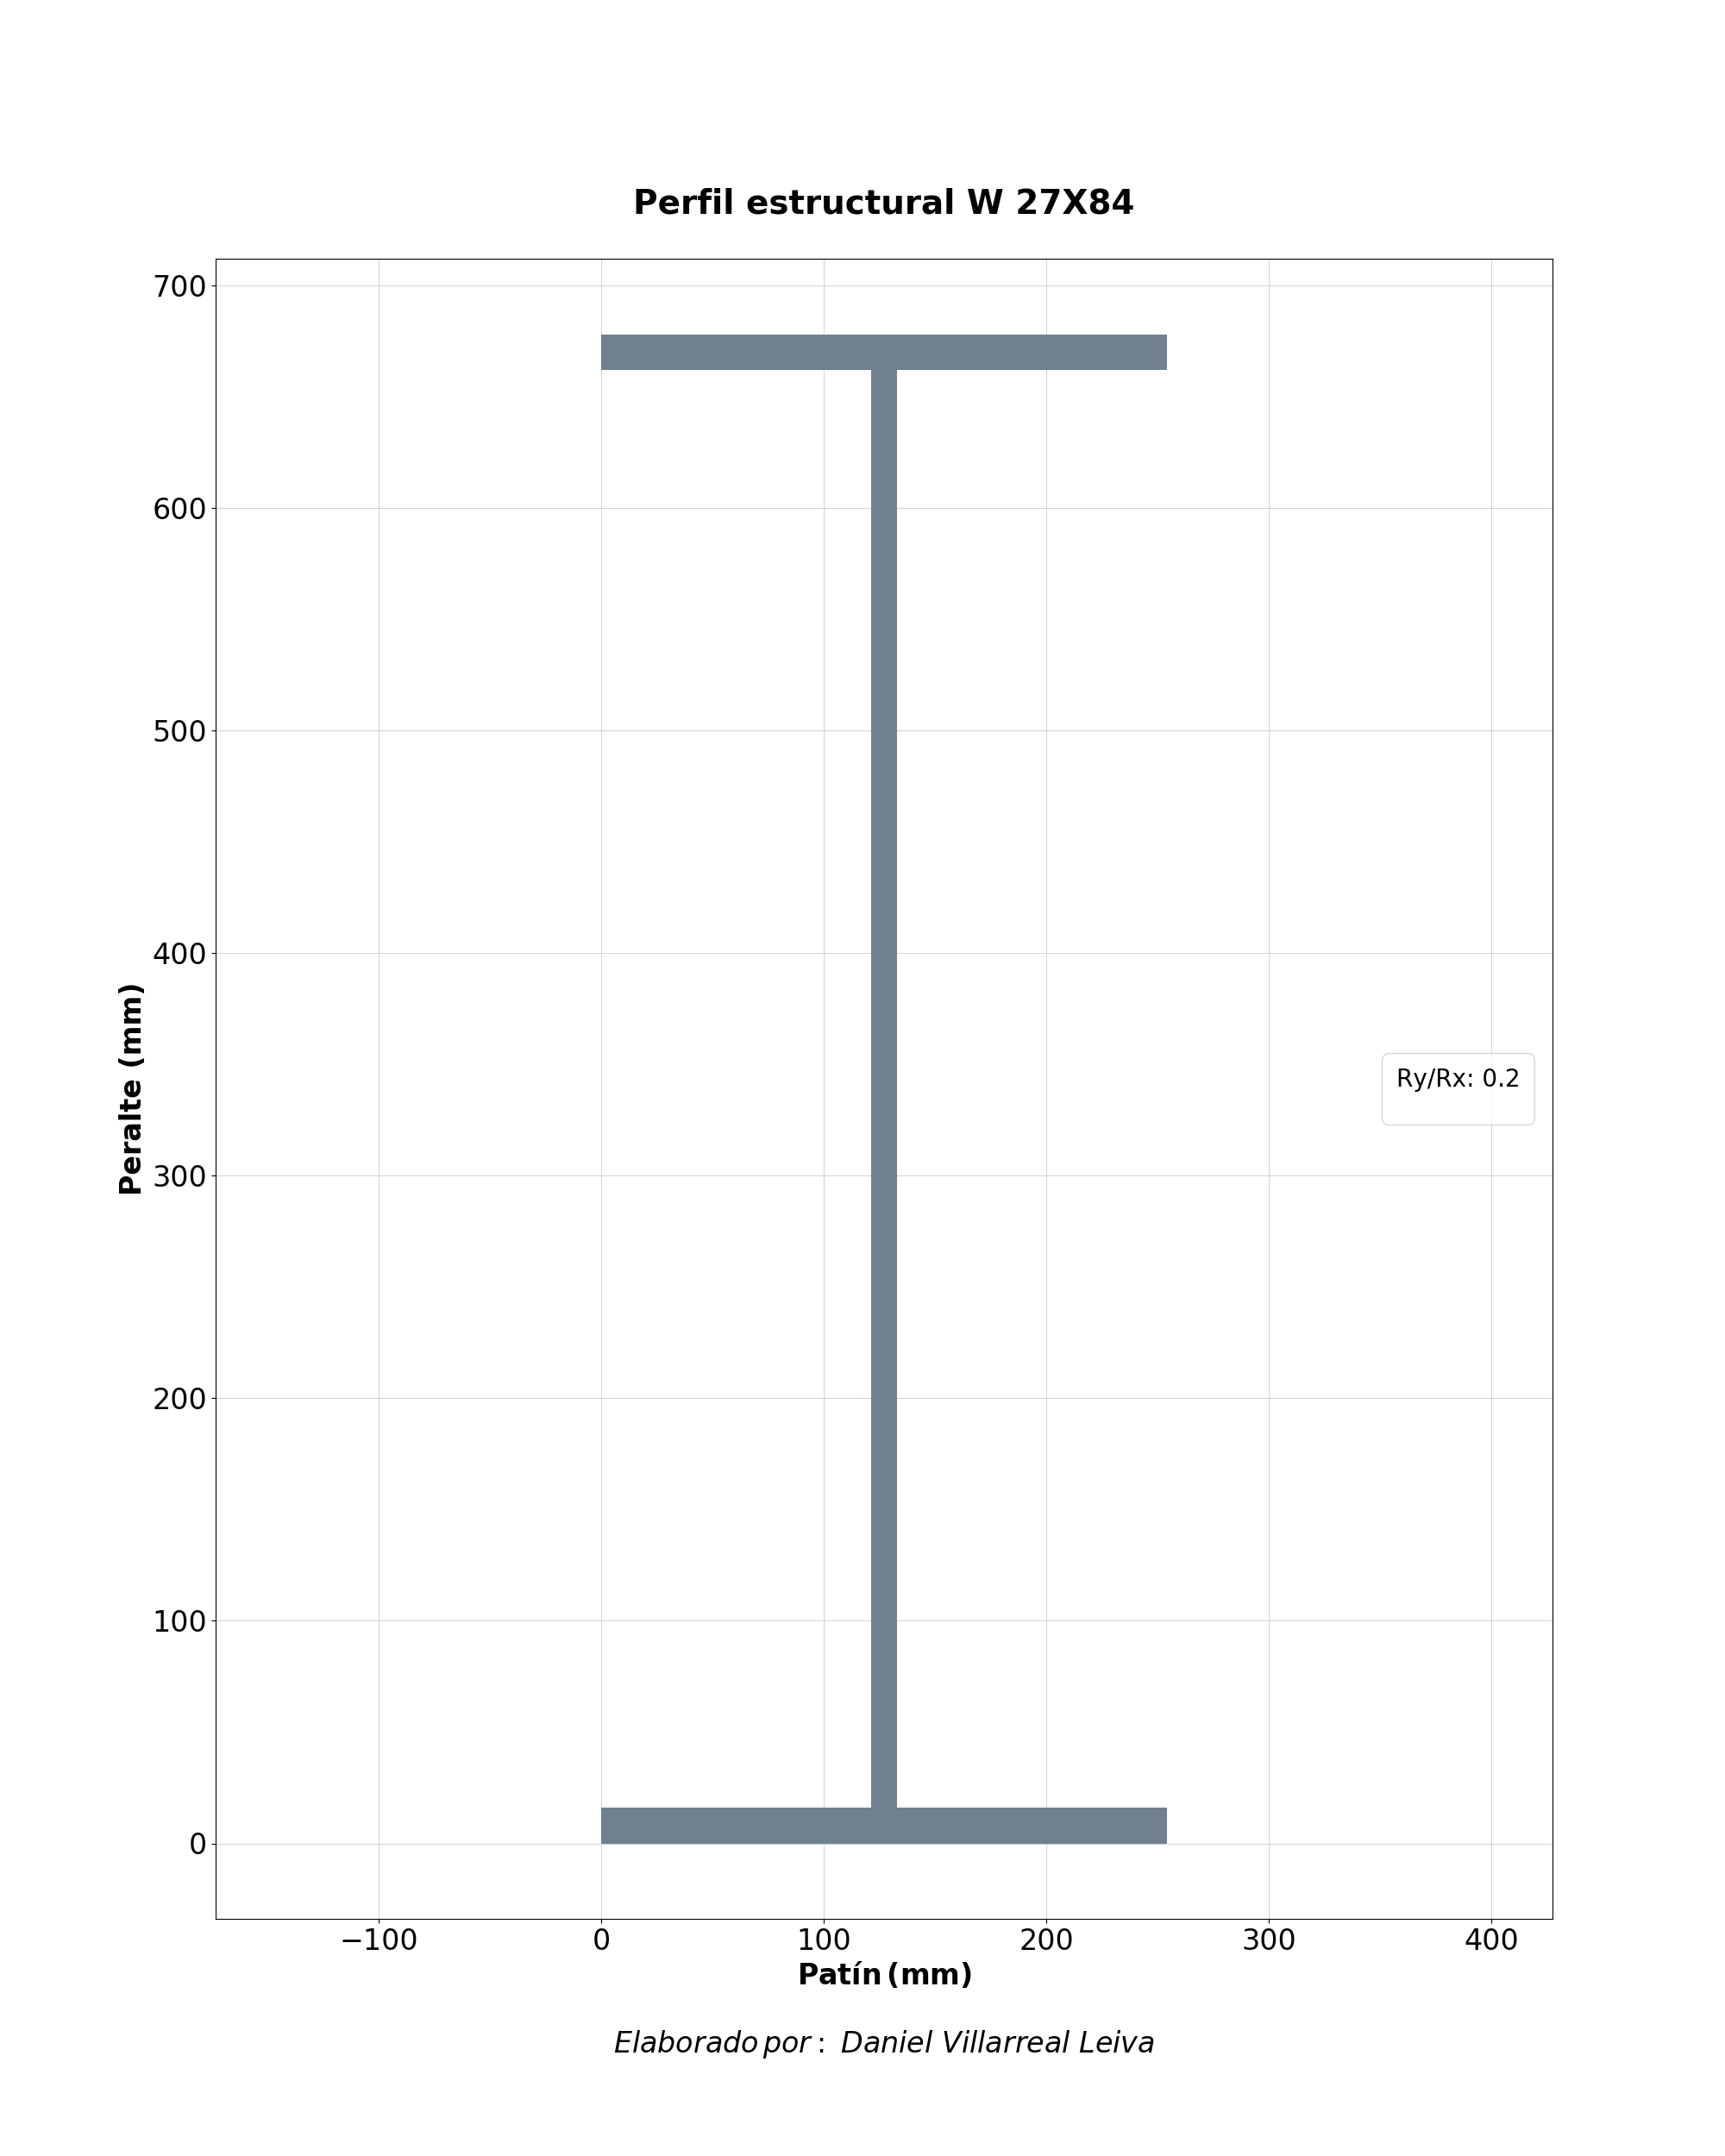 Perfil estructural W 27X84
700
600
500
400
300
200
100
0
Peralte (mm)
Ry/Rx: 0.2
−100 0 100 200 300 400
Patín (mm)
Elaborado por: Daniel Villarreal Leiva